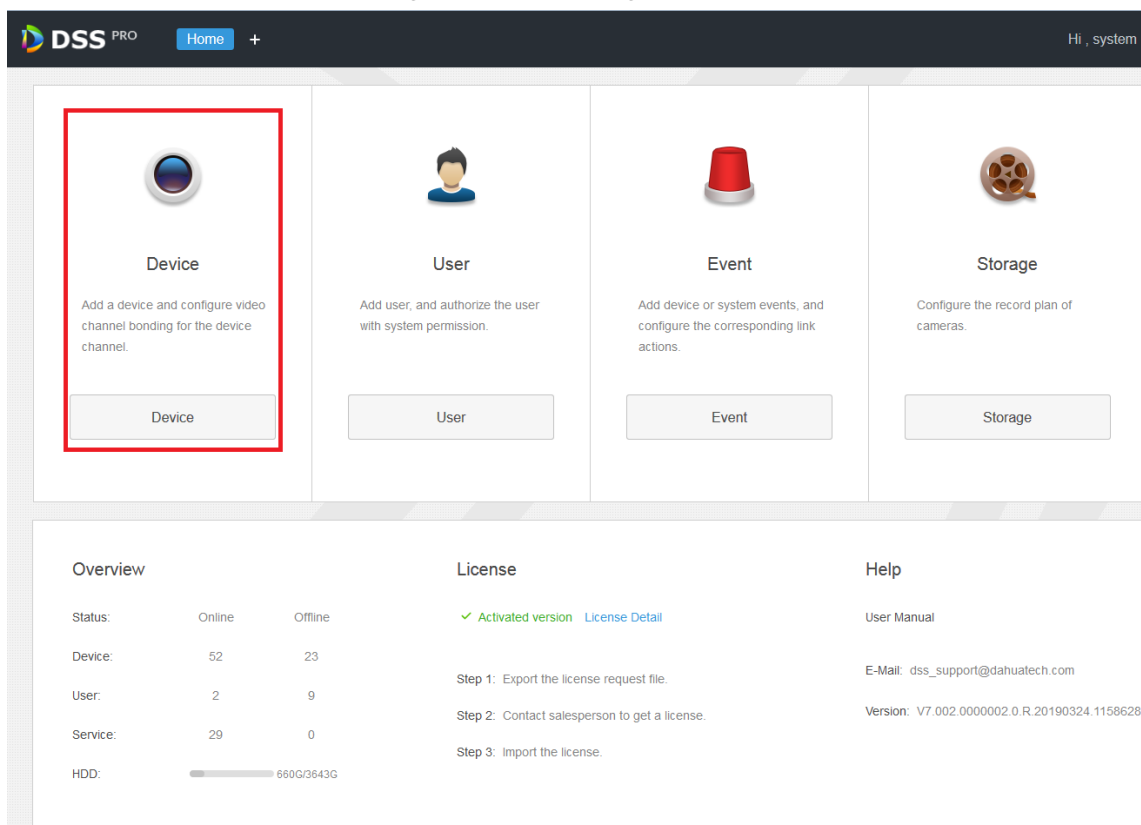 DSS PRO
Home +
Hi , system
Device
Add a device and configure video
channel bonding for the device
channel.
Device
User
Add user, and authorize the user
with system permission.
User
Event
Add device or system events, and
configure the corresponding link
actions.
Event
Storage
Configure the record plan of
cameras.
Storage
Overview
Status: Online Offline
Device: 52 23
User: 2 9
Service: 29 0
HDD: 660G/3643G
License
Activated version License Detail
Step 1: Export the license request file.
Step 2: Contact salesperson to get a license.
Step 3: Import the license.
Help
User Manual
E-Mail: dss_support@dahuatech.com
Version: V7.002.0000002.0.R.20190324.1158628